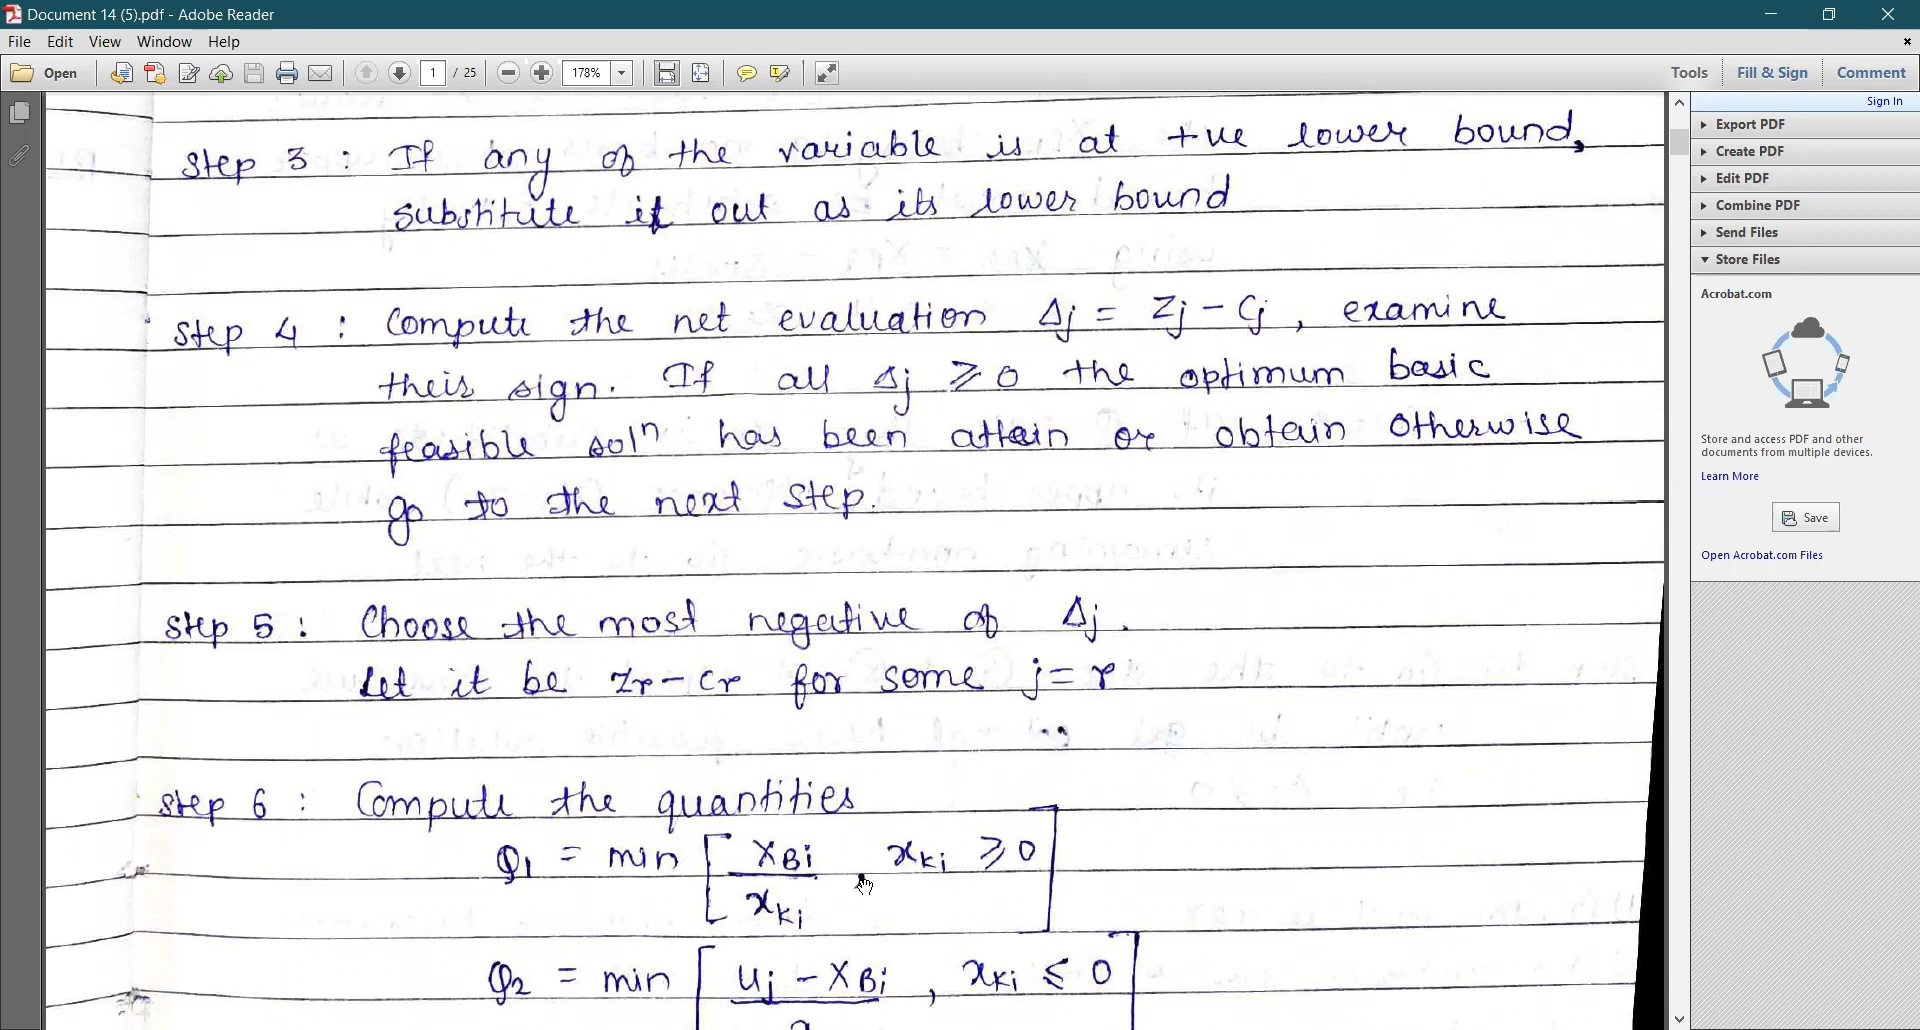 Document 14 (5).pdf - Adobe Reader
File Edit View Window Help
Open 1 / 25 178% Tools Fill & Sign Comment
Sign In
Export PDF
Create PDF
Edit PDF
Combine PDF
Send Files
Store Files
Acrobat.com
Store and access PDF and other
documents from multiple devices.
Learn More
Save
Open Acrobat.com Files
Step 3 : If any of the variable is at +ve lower bound,
substitute it out as its lower bound
Step 4 : Compute the net evaluation Δj = Zj - Cj, examine
theis sign. If all Δj ⩾ 0 the optimum basic
feasible solⁿ has been attain or obtain otherwise
go to the next step.
Step 5 : Choose the most negative of Δj.
Let it be Zr - Cr for some j = r
Step 6 : Compute the quantities
φ1 = min [ XBi / xKi , xKi ⩾ 0 ]
φ2 = min [ Uj - XBi , xKi ⩽ 0 ]